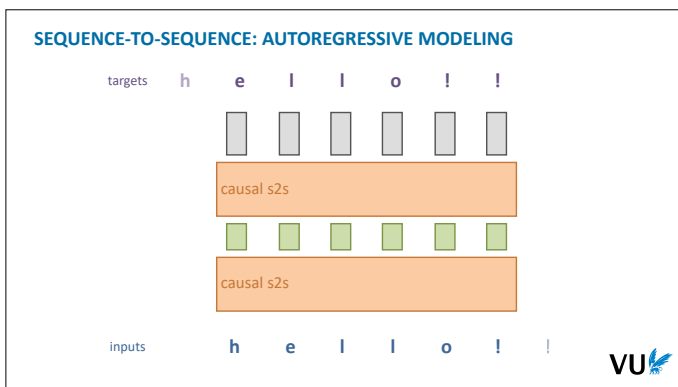 SEQUENCE-TO-SEQUENCE: AUTOREGRESSIVE MODELING
targets h e l l o ! !
causal s2s
causal s2s
inputs h e l l o ! !
VU